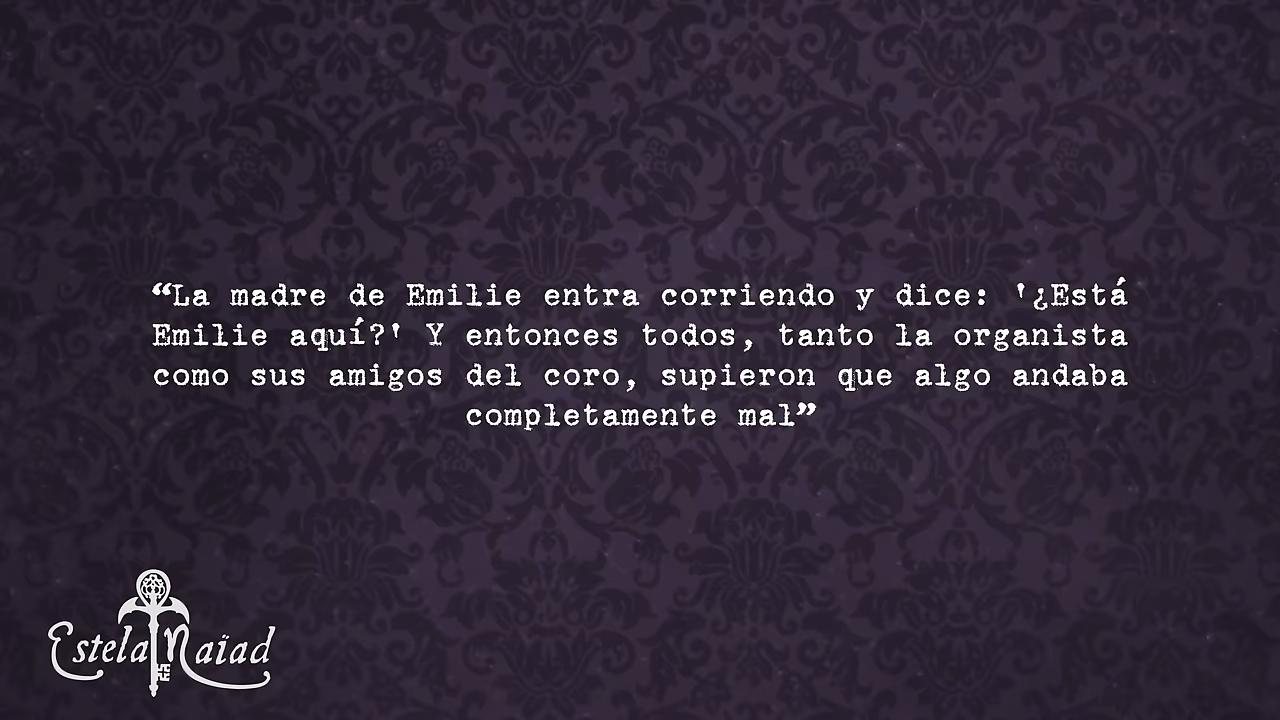 “La madre de Emilie entra corriendo y dice: '¿Está
Emilie aquí?' Y entonces todos, tanto la organista
como sus amigos del coro, supieron que algo andaba
completamente mal”
Estela Naïad